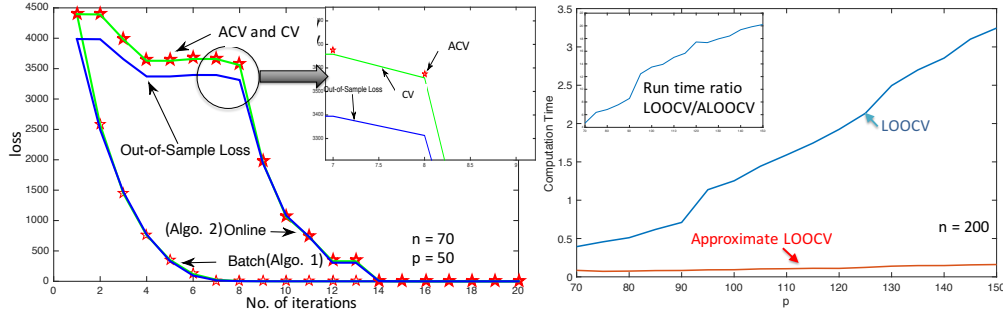 4500
4000
3500
3000
2500
2000
1500
1000
500
0
loss
0 2 4 6 8 10 12 14 16 18 20
No. of iterations
ACV and CV
Out-of-Sample Loss
(Algo. 2) Online
Batch (Algo. 1)
n = 70
p = 50
ACV
CV
Out-of-Sample Loss
3400
3300
7 7.5 8 8.5 9
3.5
3
2.5
2
1.5
1
0.5
0
Computation Time
70 80 90 100 110 120 130 140 150
p
Run time ratio
LOOCV/ALOOCV
LOOCV
Approximate LOOCV
n = 200